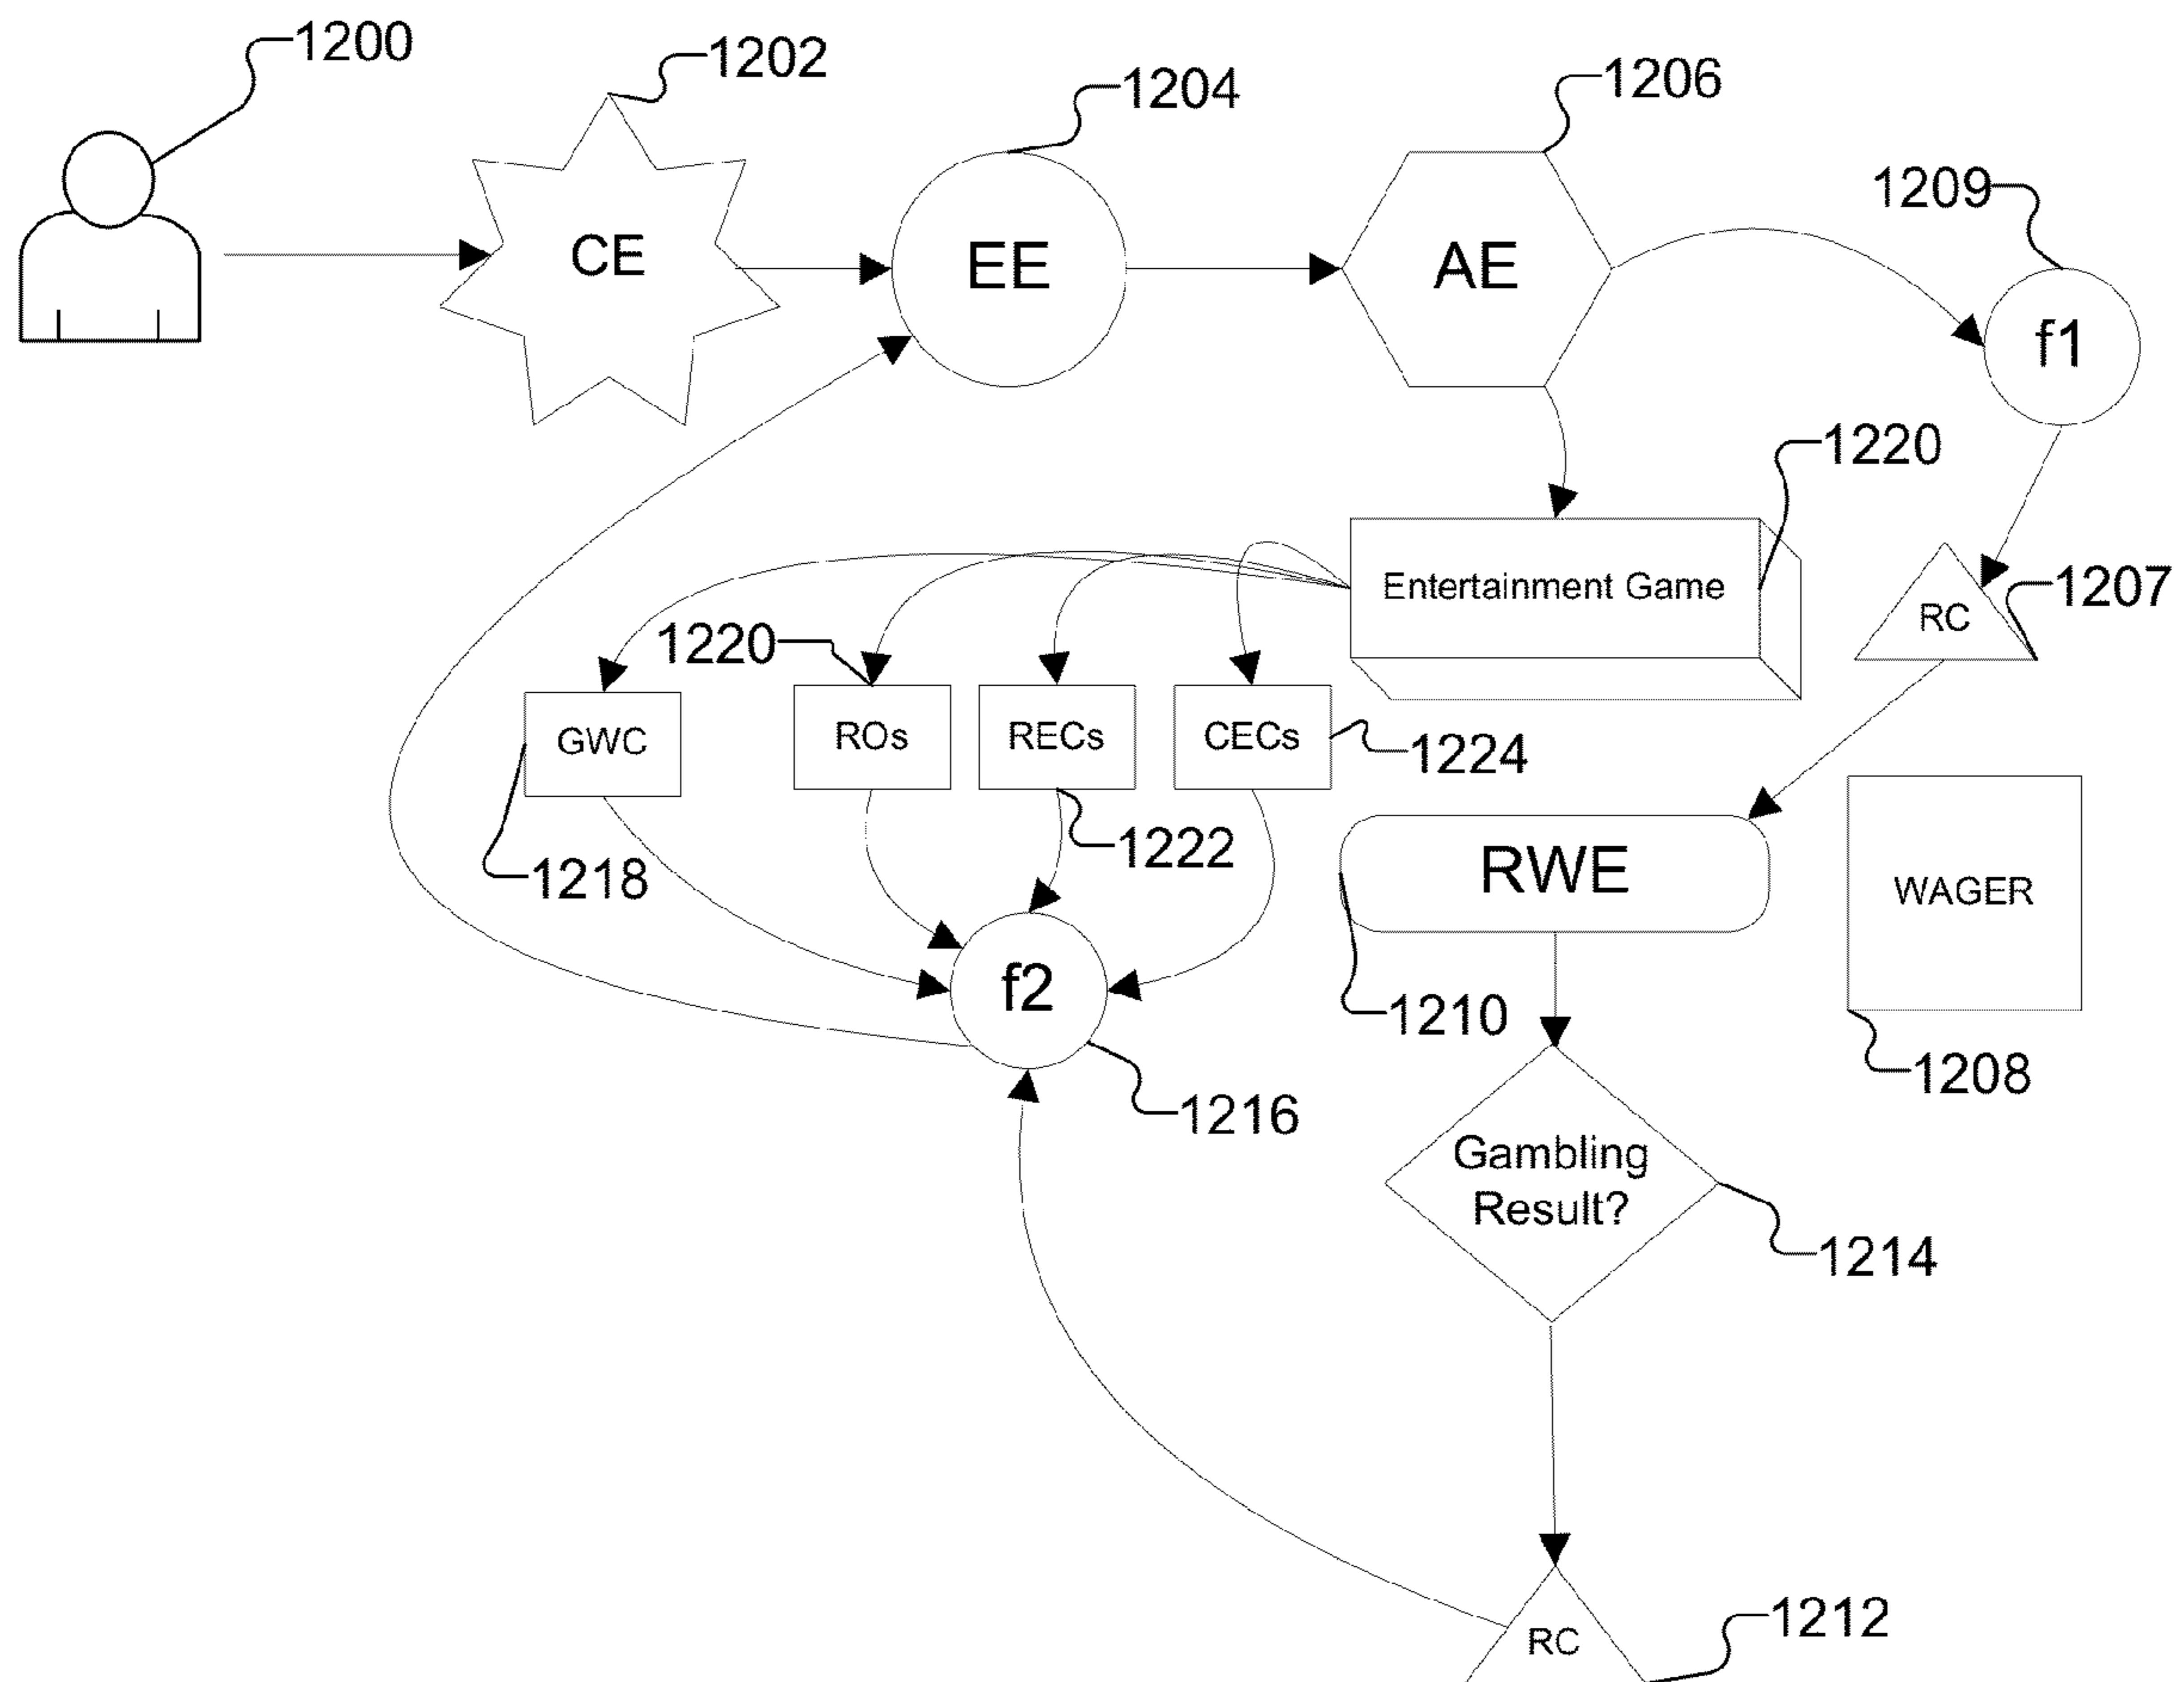 1200
1202
1204
1206
1209
CE
EE
AE
f1
1220
Entertainment Game
1207
RC
1220
GWC
ROs
RECs
CECs
1224
1218
1222
RWE
WAGER
f2
1210
1208
1216
Gambling
Result?
1214
RC
1212